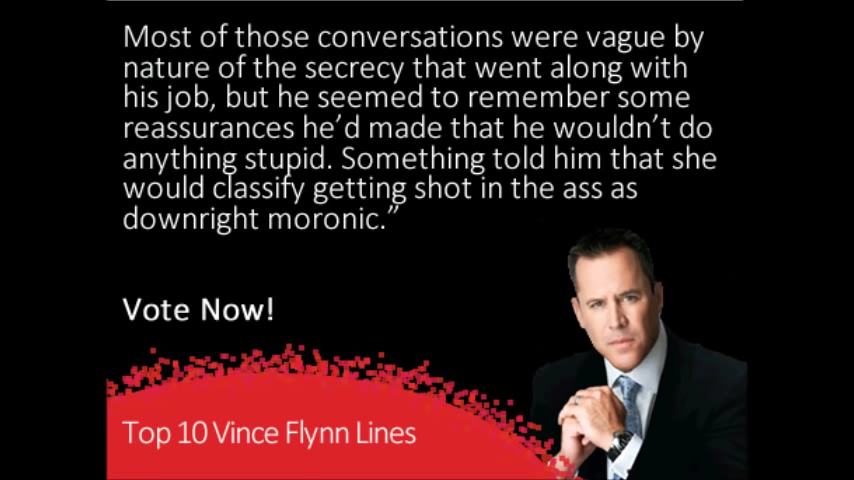 Most of those conversations were vague by
nature of the secrecy that went along with
his job, but he seemed to remember some
reassurances he’d made that he wouldn’t do
anything stupid. Something told him that she
would classify getting shot in the ass as
downright moronic.”
Vote Now!
Top 10 Vince Flynn Lines